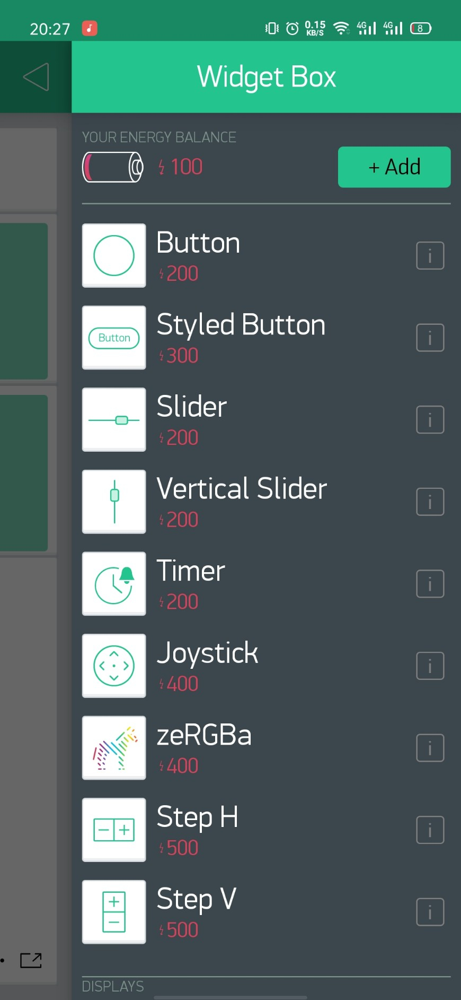 20:27
0.15
KB/S
4G
4G
8
Widget Box
YOUR ENERGY BALANCE
100
+ Add
Button
200
i
Button
Styled Button
300
i
Slider
200
i
Vertical Slider
200
i
Timer
200
i
Joystick
400
i
zeRGBa
400
i
Step H
500
i
Step V
500
i
DISPLAYS